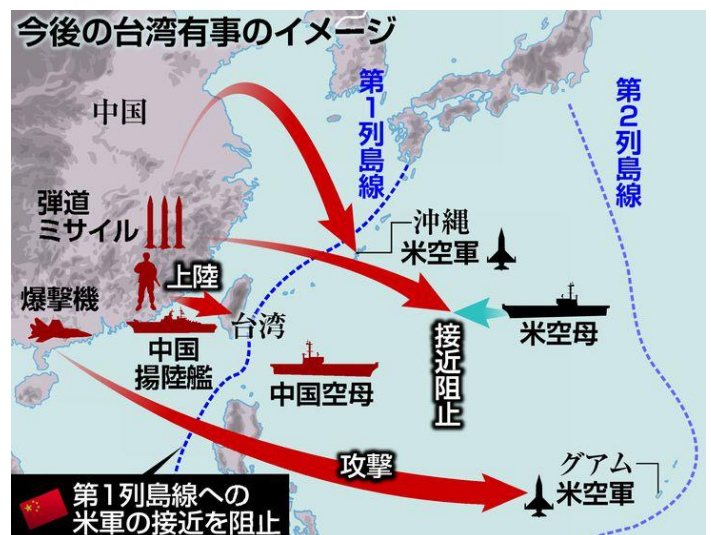 今後の台湾有事のイメージ
中国
第1列島線
第2列島線
弾道
ミサイル
沖縄
米空軍
爆撃機
上陸
台湾
中国
揚陸艦
中国空母
接近阻止
米空母
攻撃
グアム
米空軍
第1列島線への
米軍の接近を阻止